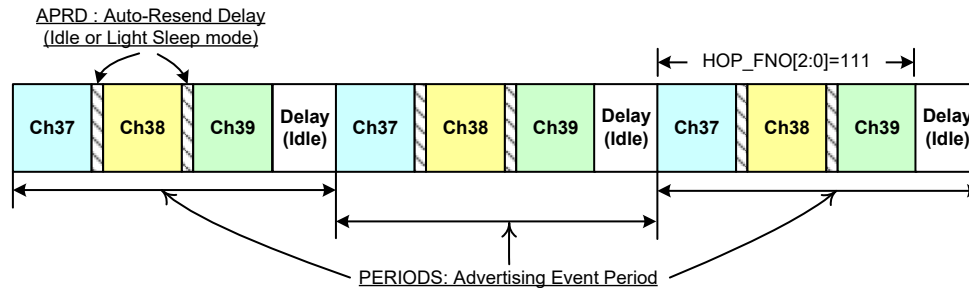 APRD : Auto-Resend Delay
(Idle or Light Sleep mode)
HOP_FNO[2:0]=111
Ch37
Ch38
Ch39
Delay
(Idle)
Ch37
Ch38
Ch39
Delay
(Idle)
Ch37
Ch38
Ch39
Delay
(Idle)
PERIODS: Advertising Event Period